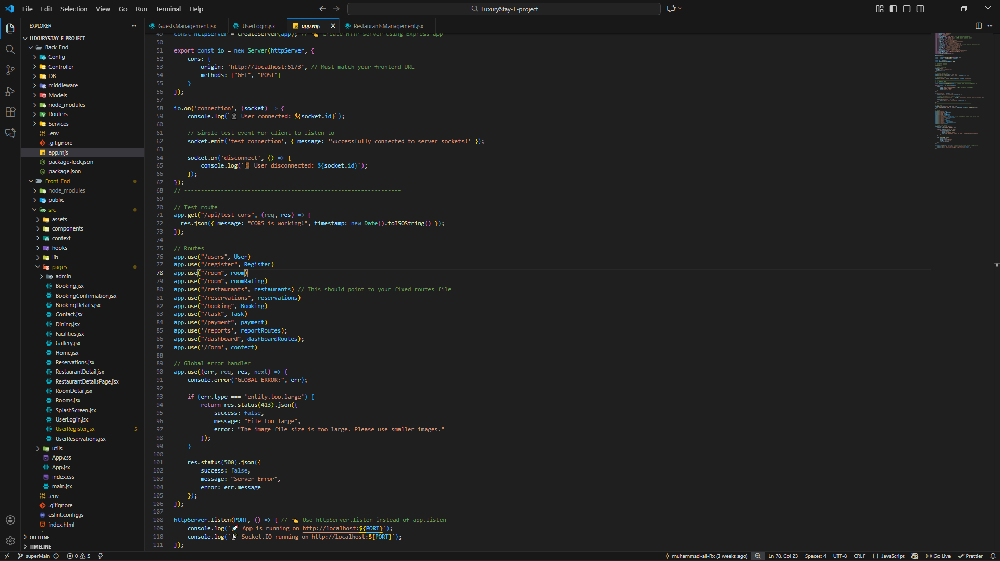 File Edit Selection View Go Run Terminal Help
LuxuryStay-E-project
EXPLORER
GuestsManagement.jsx
UserLogin.jsx
app.mjs
RestaurantsManagement.jsx
LUXURYSTAY-E-PROJECT
Back-End
Config
Controller
DB
middleware
Models
node_modules
Routers
Services
.env
.gitignore
app.mjs
package-lock.json
package.json
Front-End
node_modules
public
src
assets
components
context
hooks
lib
pages
admin
Booking.jsx
BookingConfirmation.jsx
BookingDetails.jsx
Contact.jsx
Dining.jsx
Facilities.jsx
Gallery.jsx
Home.jsx
Reservations.jsx
RestaurantDetail.jsx
RestaurantDetailsPage.jsx
RoomDetail.jsx
Rooms.jsx
SplashScreen.jsx
UserLogin.jsx
UserRegister.jsx 5
UserReservations.jsx
utils
App.css
App.jsx
index.css
main.jsx
.env
.gitignore
eslint.config.js
index.html
OUTLINE
TIMELINE
49 const httpServer = createServer(app); // 👈 Create HTTP server using Express app
50
51 export const io = new Server(httpServer, {
52 cors: {
53 origin: 'http://localhost:5173', // Must match your frontend URL
54 methods: ["GET", "POST"]
55 }
56 });
57
58 io.on('connection', (socket) => {
59 console.log(`👤 User connected: ${socket.id}`);
60
61 // Simple test event for client to listen to
62 socket.emit('test_connection', { message: 'Successfully connected to server sockets!' });
63
64 socket.on('disconnect', () => {
65 console.log(`🚪 User disconnected: ${socket.id}`);
66 });
67 });
68 // -----------------------------------------------------------------
69
70 // Test route
71 app.get("/api/test-cors", (req, res) => {
72 res.json({ message: "CORS is working!", timestamp: new Date().toISOString() });
73 });
74
75 // Routes
76 app.use("/users", User)
77 app.use("/register", Register)
78 app.use("/room", room)
79 app.use("/room", roomRating)
80 app.use("/restaurants", restaurants) // This should point to your fixed routes file
81 app.use("/reservations", reservations)
82 app.use("/booking", Booking)
83 app.use("/task", Task)
84 app.use("/payment", payment)
85 app.use('/reports', reportRoutes);
86 app.use("/dashboard", dashboardRoutes);
87 app.use('/form', contect)
88
89 // Global error handler
90 app.use((err, req, res, next) => {
91 console.error("GLOBAL ERROR:", err);
92
93 if (err.type === 'entity.too.large') {
94 return res.status(413).json({
95 success: false,
96 message: "File too large",
97 error: "The image file size is too large. Please use smaller images."
98 });
99 }
100
101 res.status(500).json({
102 success: false,
103 message: "Server Error",
104 error: err.message
105 });
106 });
107
108 httpServer.listen(PORT, () => { // 👈 Use httpServer.listen instead of app.listen
109 console.log(`🚀 App is running on http://localhost:${PORT}`);
110 console.log(`📡 Socket.IO running on http://localhost:${PORT}`);
111 });
superMain 0 5 muhammad-ali-Rx (3 weeks ago) Ln 78, Col 23 Spaces: 4 UTF-8 CRLF { } JavaScript Go Live Prettier